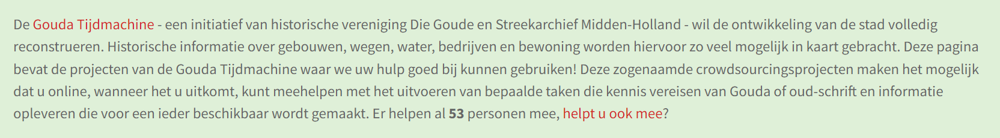 De Gouda Tijdmachine - een initiatief van historische vereniging Die Goude en Streekarchief Midden-Holland - wil de ontwikkeling van de stad volledig
reconstrueren. Historische informatie over gebouwen, wegen, water, bedrijven en bewoning worden hiervoor zo veel mogelijk in kaart gebracht. Deze pagina
bevat de projecten van de Gouda Tijdmachine waar we uw hulp goed bij kunnen gebruiken! Deze zogenaamde crowdsourcingsprojecten maken het mogelijk
dat u online, wanneer het u uitkomt, kunt meehelpen met het uitvoeren van bepaalde taken die kennis vereisen van Gouda of oud-schrift en informatie
opleveren die voor een ieder beschikbaar wordt gemaakt. Er helpen al 53 personen mee, helpt u ook mee?